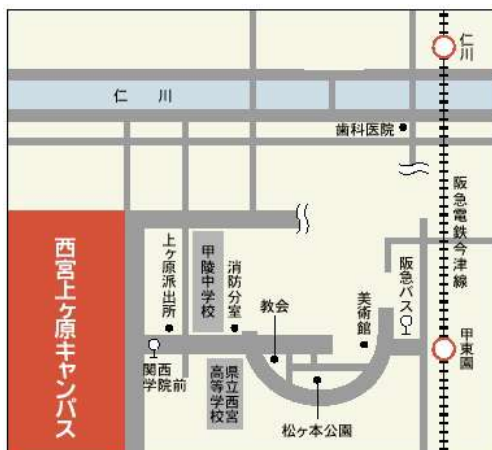 仁川
仁　川
歯科医院
阪急電鉄今津線
西宮上ヶ原キャンパス
上ヶ原派出所
甲陵中学校
消防分室
教会
美術館
阪急バス
甲東園
関西
学院前
県立西宮
高等学校
松ヶ本公園